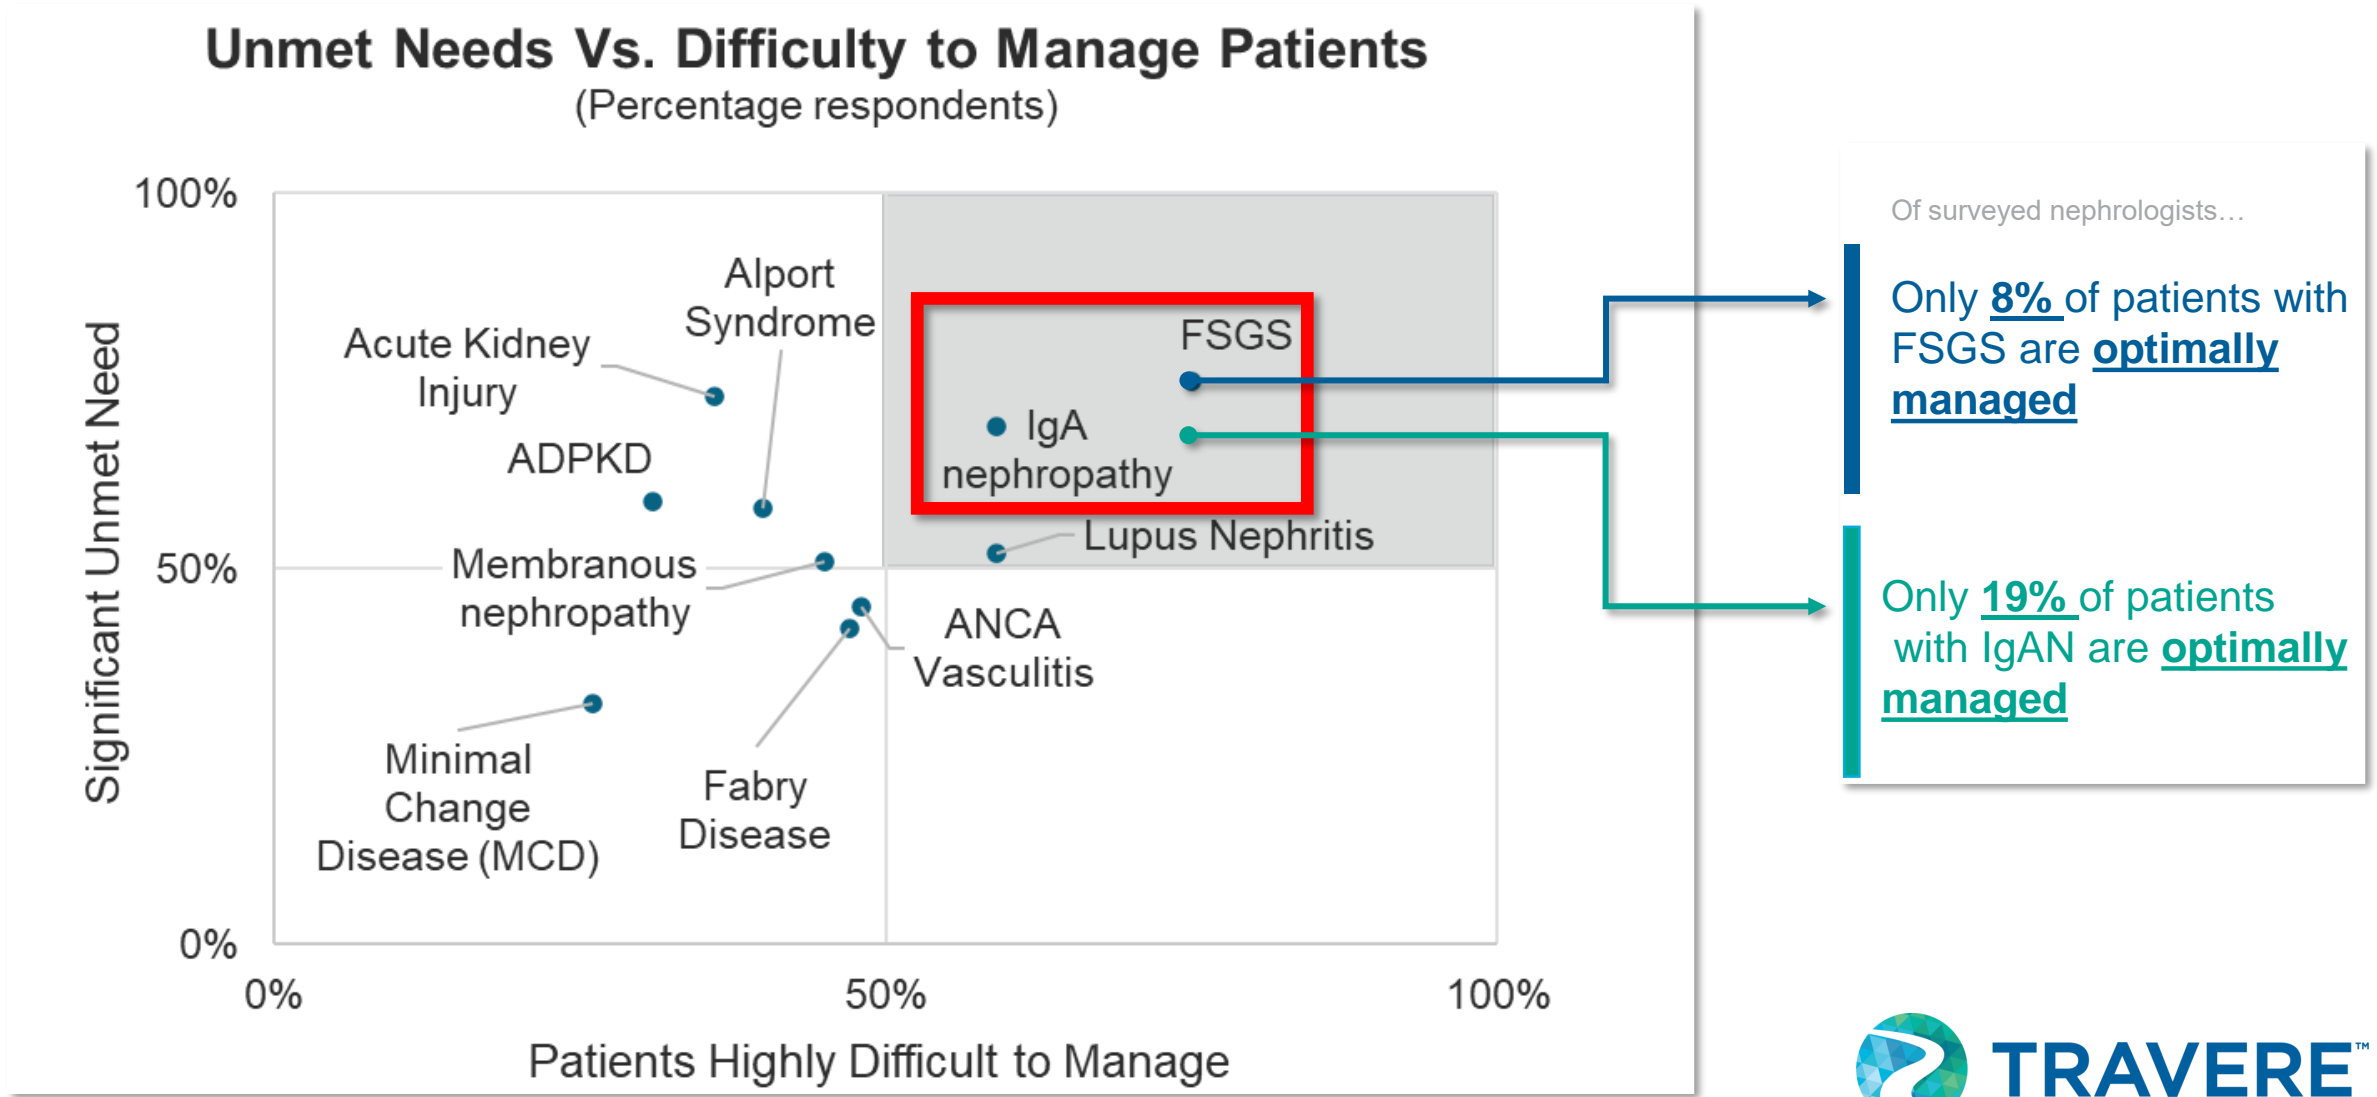 Unmet Needs Vs. Difficulty to Manage Patients
(Percentage respondents)
Significant Unmet Need
100%
50%
0%
0%
50%
100%
Patients Highly Difficult to Manage
Alport
Syndrome
Acute Kidney
Injury
ADPKD
FSGS
IgA
nephropathy
Lupus Nephritis
Membranous
nephropathy
ANCA
Vasculitis
Minimal
Change
Disease (MCD)
Fabry
Disease
Of surveyed nephrologists…
Only 8% of patients with
FSGS are optimally
managed
Only 19% of patients
with IgAN are optimally
managed
TRAVERE™